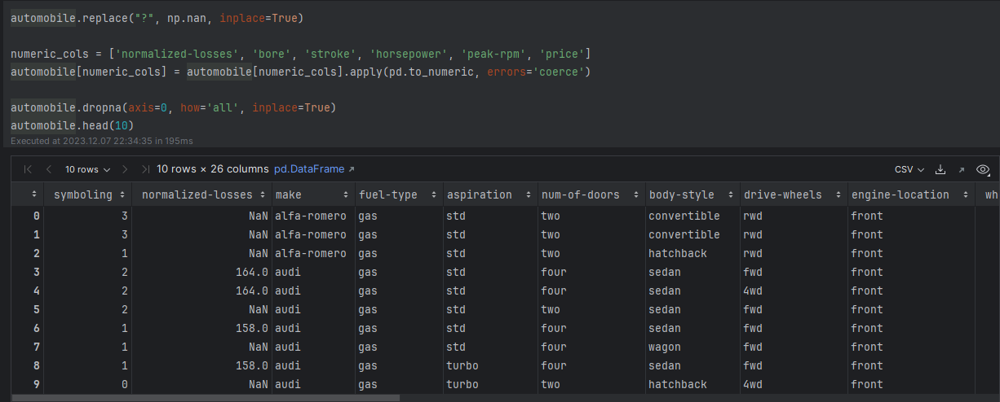 automobile.replace("?", np.nan, inplace=True)
numeric_cols = ['normalized-losses', 'bore', 'stroke', 'horsepower', 'peak-rpm', 'price']
automobile[numeric_cols] = automobile[numeric_cols].apply(pd.to_numeric, errors='coerce')
automobile.dropna(axis=0, how='all', inplace=True)
automobile.head(10)
Executed at 2023.12.07 22:34:35 in 195ms
10 rows 10 rows × 26 columns pd.DataFrame CSV
symboling normalized-losses make fuel-type aspiration num-of-doors body-style drive-wheels engine-location wh
0 3 NaN alfa-romero gas std two convertible rwd front
1 3 NaN alfa-romero gas std two convertible rwd front
2 1 NaN alfa-romero gas std two hatchback rwd front
3 2 164.0 audi gas std four sedan fwd front
4 2 164.0 audi gas std four sedan 4wd front
5 2 NaN audi gas std two sedan fwd front
6 1 158.0 audi gas std four sedan fwd front
7 1 NaN audi gas std four wagon fwd front
8 1 158.0 audi gas turbo four sedan fwd front
9 0 NaN audi gas turbo two hatchback 4wd front